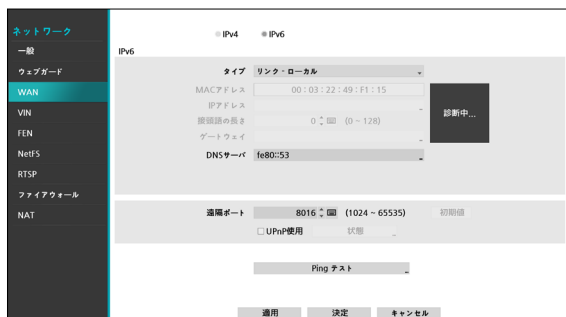 ネットワーク
一般
ウェブガード
WAN
VIN
FEN
NetFS
RTSP
ファイアウォール
NAT
IPv4 IPv6
IPv6
タイプ リンク・ローカル
MACアドレス 00 : 03 : 22 : 49 : F1 : 15
IPアドレス
接頭語の長さ 0 (0 ~ 128)
ゲートウェイ
DNSサーバ fe80::53
診断中...
遠隔ポート 8016 (1024 ~ 65535) 初期値
UPnP使用 状態
Ping テスト
適用 決定 キャンセル